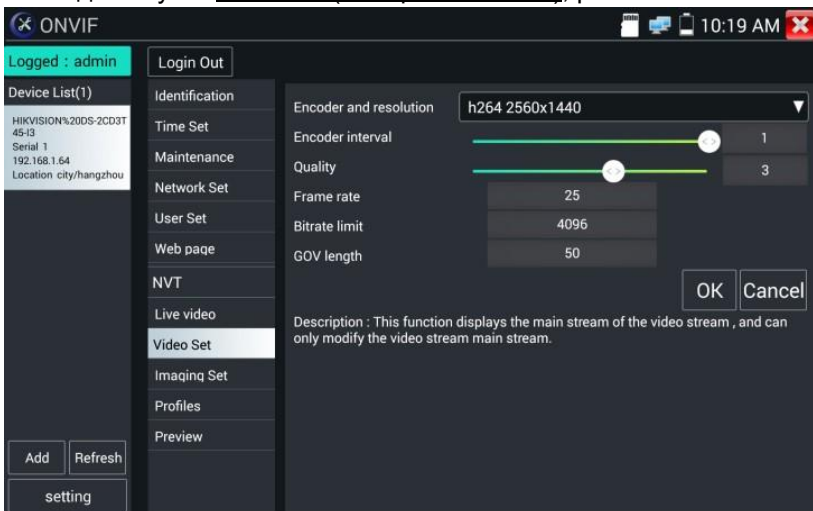 ONVIF
10:19 AM
Logged : admin
Login Out
Device List(1)
HIKVISION%20DS-2CD3T
45-I3
Serial 1
192.168.1.64
Location city/hangzhou
Identification
Time Set
Maintenance
Network Set
User Set
Web page
NVT
Live video
Video Set
Imaging Set
Profiles
Preview
Encoder and resolution h264 2560x1440
Encoder interval 1
Quality 3
Frame rate 25
Bitrate limit 4096
GOV length 50
OK Cancel
Description : This function displays the main stream of the video stream , and can
only modify the video stream main stream.
Add Refresh
setting